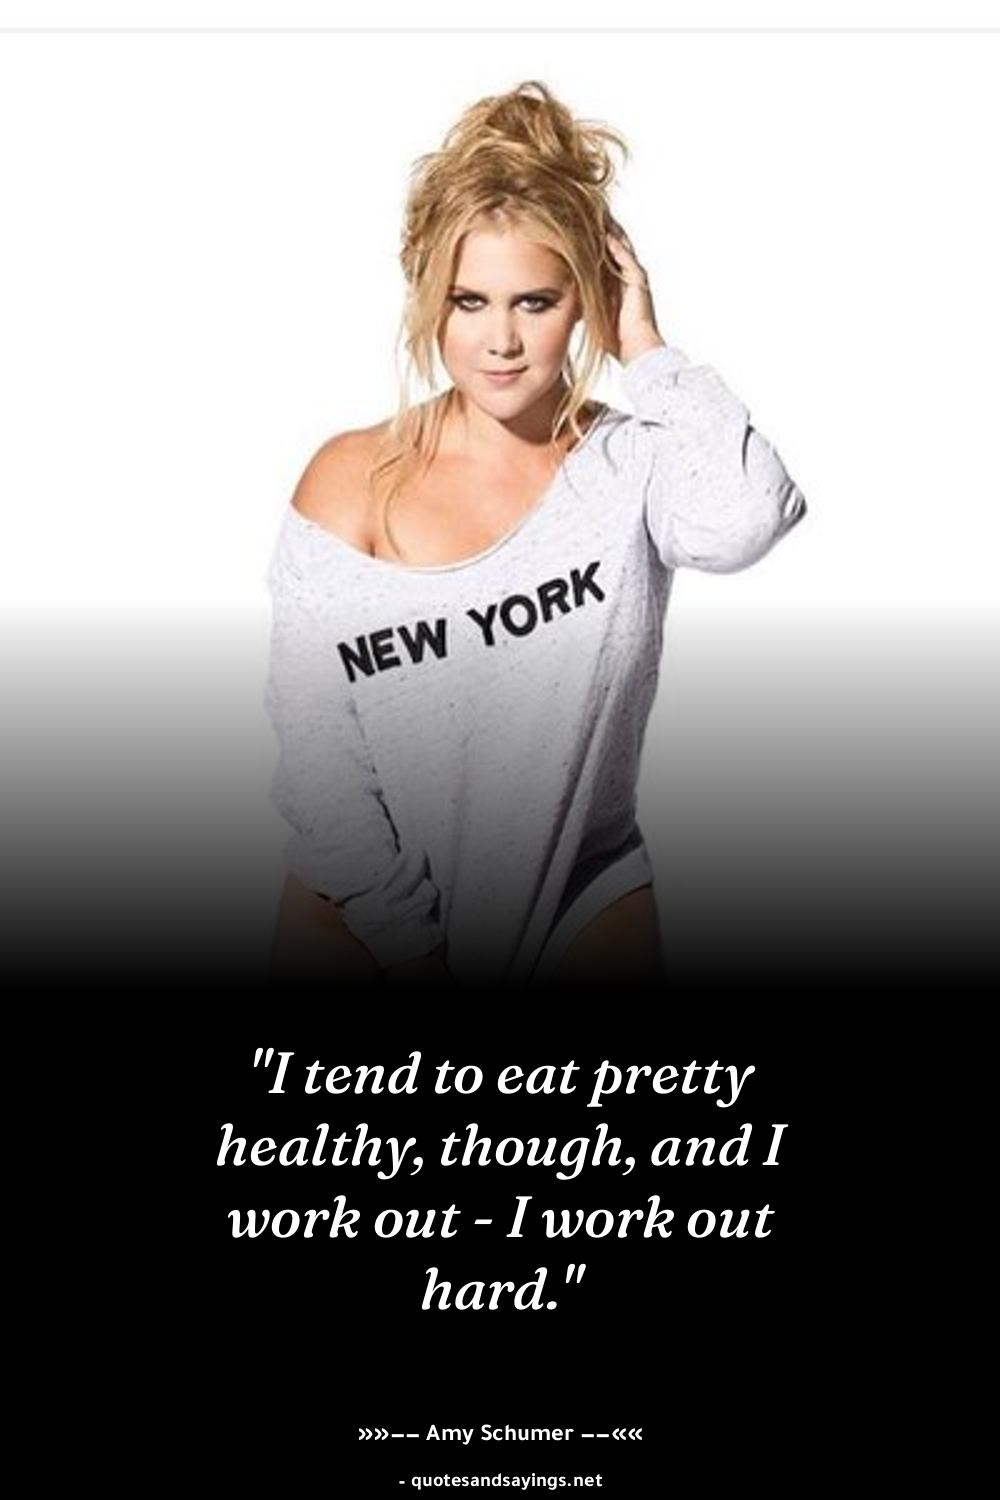 NEW YORK
"I tend to eat pretty
healthy, though, and I
work out - I work out
hard."
»»−− Amy Schumer −−««
- quotesandsayings.net